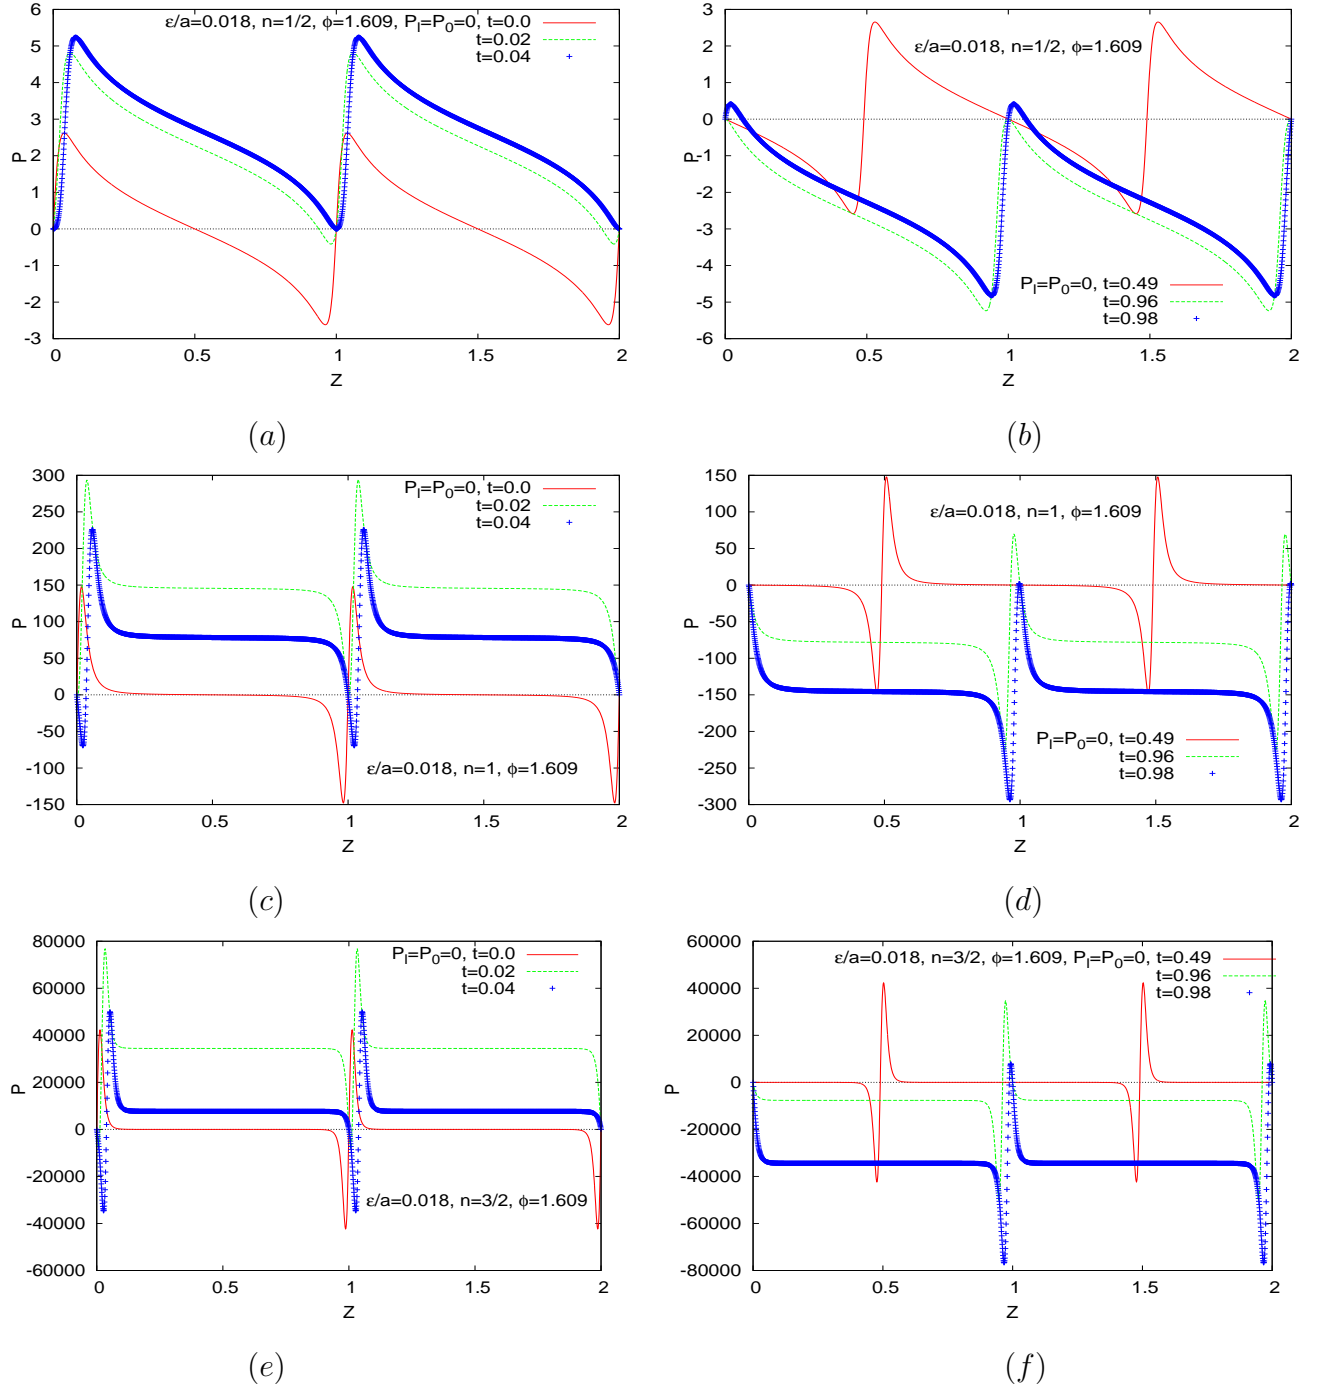 ε/a=0.018, n=1/2, ϕ=1.609, P_l=P_0=0, t=0.0
t=0.02
t=0.04
6
5
4
3
2
1
0
-1
-2
-3
P
0 0.5 1 1.5 2
Z
(a)
ε/a=0.018, n=1/2, ϕ=1.609
P_l=P_0=0, t=0.49
t=0.96
t=0.98
3
2
1
0
-1
-2
-3
-4
-5
-6
P
0 0.5 1 1.5 2
Z
(b)
P_l=P_0=0, t=0.0
t=0.02
t=0.04
ε/a=0.018, n=1, ϕ=1.609
300
250
200
150
100
50
0
-50
-100
-150
P
0 0.5 1 1.5 2
Z
(c)
ε/a=0.018, n=1, ϕ=1.609
P_l=P_0=0, t=0.49
t=0.96
t=0.98
150
100
50
0
-50
-100
-150
-200
-250
-300
P
0 0.5 1 1.5 2
Z
(d)
P_l=P_0=0, t=0.0
t=0.02
t=0.04
ε/a=0.018, n=3/2, ϕ=1.609
80000
60000
40000
20000
0
-20000
-40000
-60000
P
0 0.5 1 1.5 2
Z
(e)
ε/a=0.018, n=3/2, ϕ=1.609, P_l=P_0=0, t=0.49
t=0.96
t=0.98
60000
40000
20000
0
-20000
-40000
-60000
-80000
P
0 0.5 1 1.5 2
Z
(f)